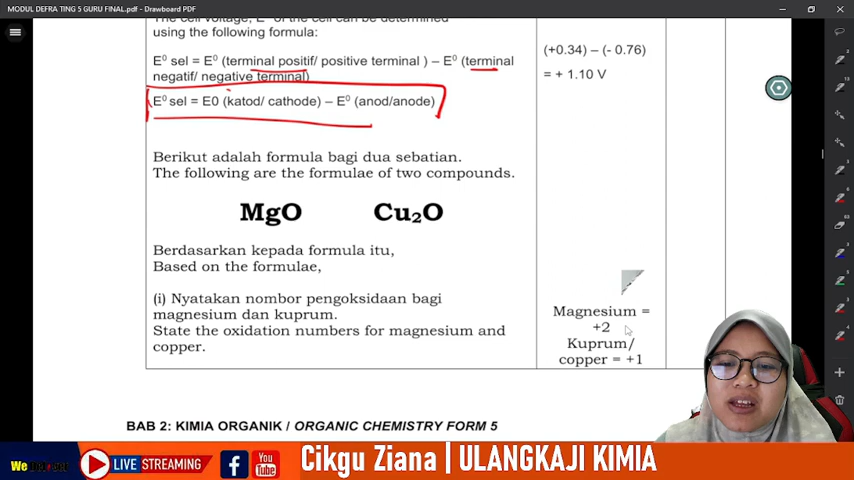 MODUL DEFRA TING 5 GURU FINAL.pdf - Drawboard PDF
The cell voltage, E⁰ of the cell can be determined
using the following formula:
E⁰ sel = E⁰ (terminal positif/ positive terminal ) – E⁰ (terminal
negatif/ negative terminal)
E⁰ sel = E0 (katod/ cathode) – E⁰ (anod/anode)
(+0.34) – (- 0.76)
= + 1.10 V
Berikut adalah formula bagi dua sebatian.
The following are the formulae of two compounds.
MgO Cu₂O
Berdasarkan kepada formula itu,
Based on the formulae,
(i) Nyatakan nombor pengoksidaan bagi
magnesium dan kuprum.
State the oxidation numbers for magnesium and
copper.
Magnesium =
+2
Kuprum/
copper = +1
BAB 2: KIMIA ORGANIK / ORGANIC CHEMISTRY FORM 5
LIVE STREAMING
You
Tube
Cikgu Ziana | ULANGKAJI KIMIA